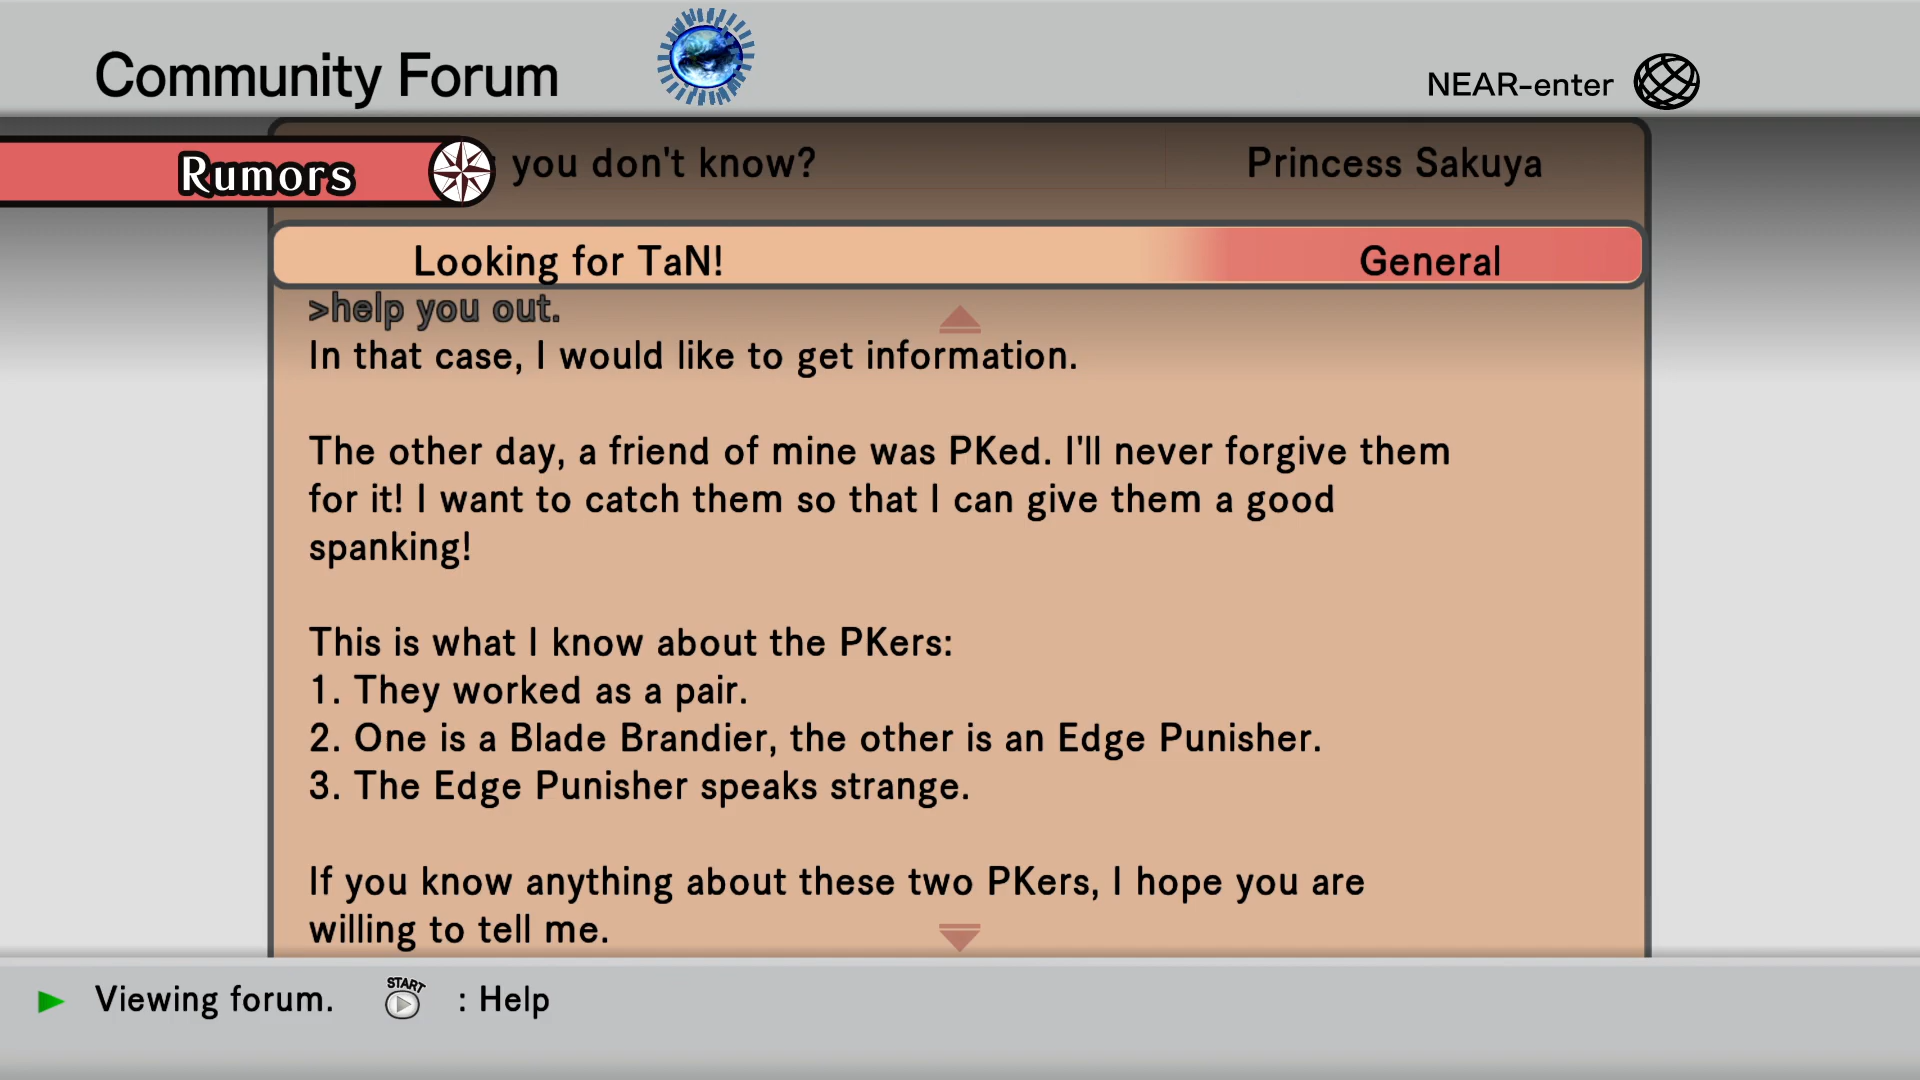 Community Forum
NEAR-enter
Rumors
you don't know?
Princess Sakuya
Looking for TaN!
General
>help you out.
In that case, I would like to get information.
The other day, a friend of mine was PKed. I'll never forgive them
for it! I want to catch them so that I can give them a good
spanking!
This is what I know about the PKers:
1. They worked as a pair.
2. One is a Blade Brandier, the other is an Edge Punisher.
3. The Edge Punisher speaks strange.
If you know anything about these two PKers, I hope you are
willing to tell me.
Viewing forum.
START
: Help